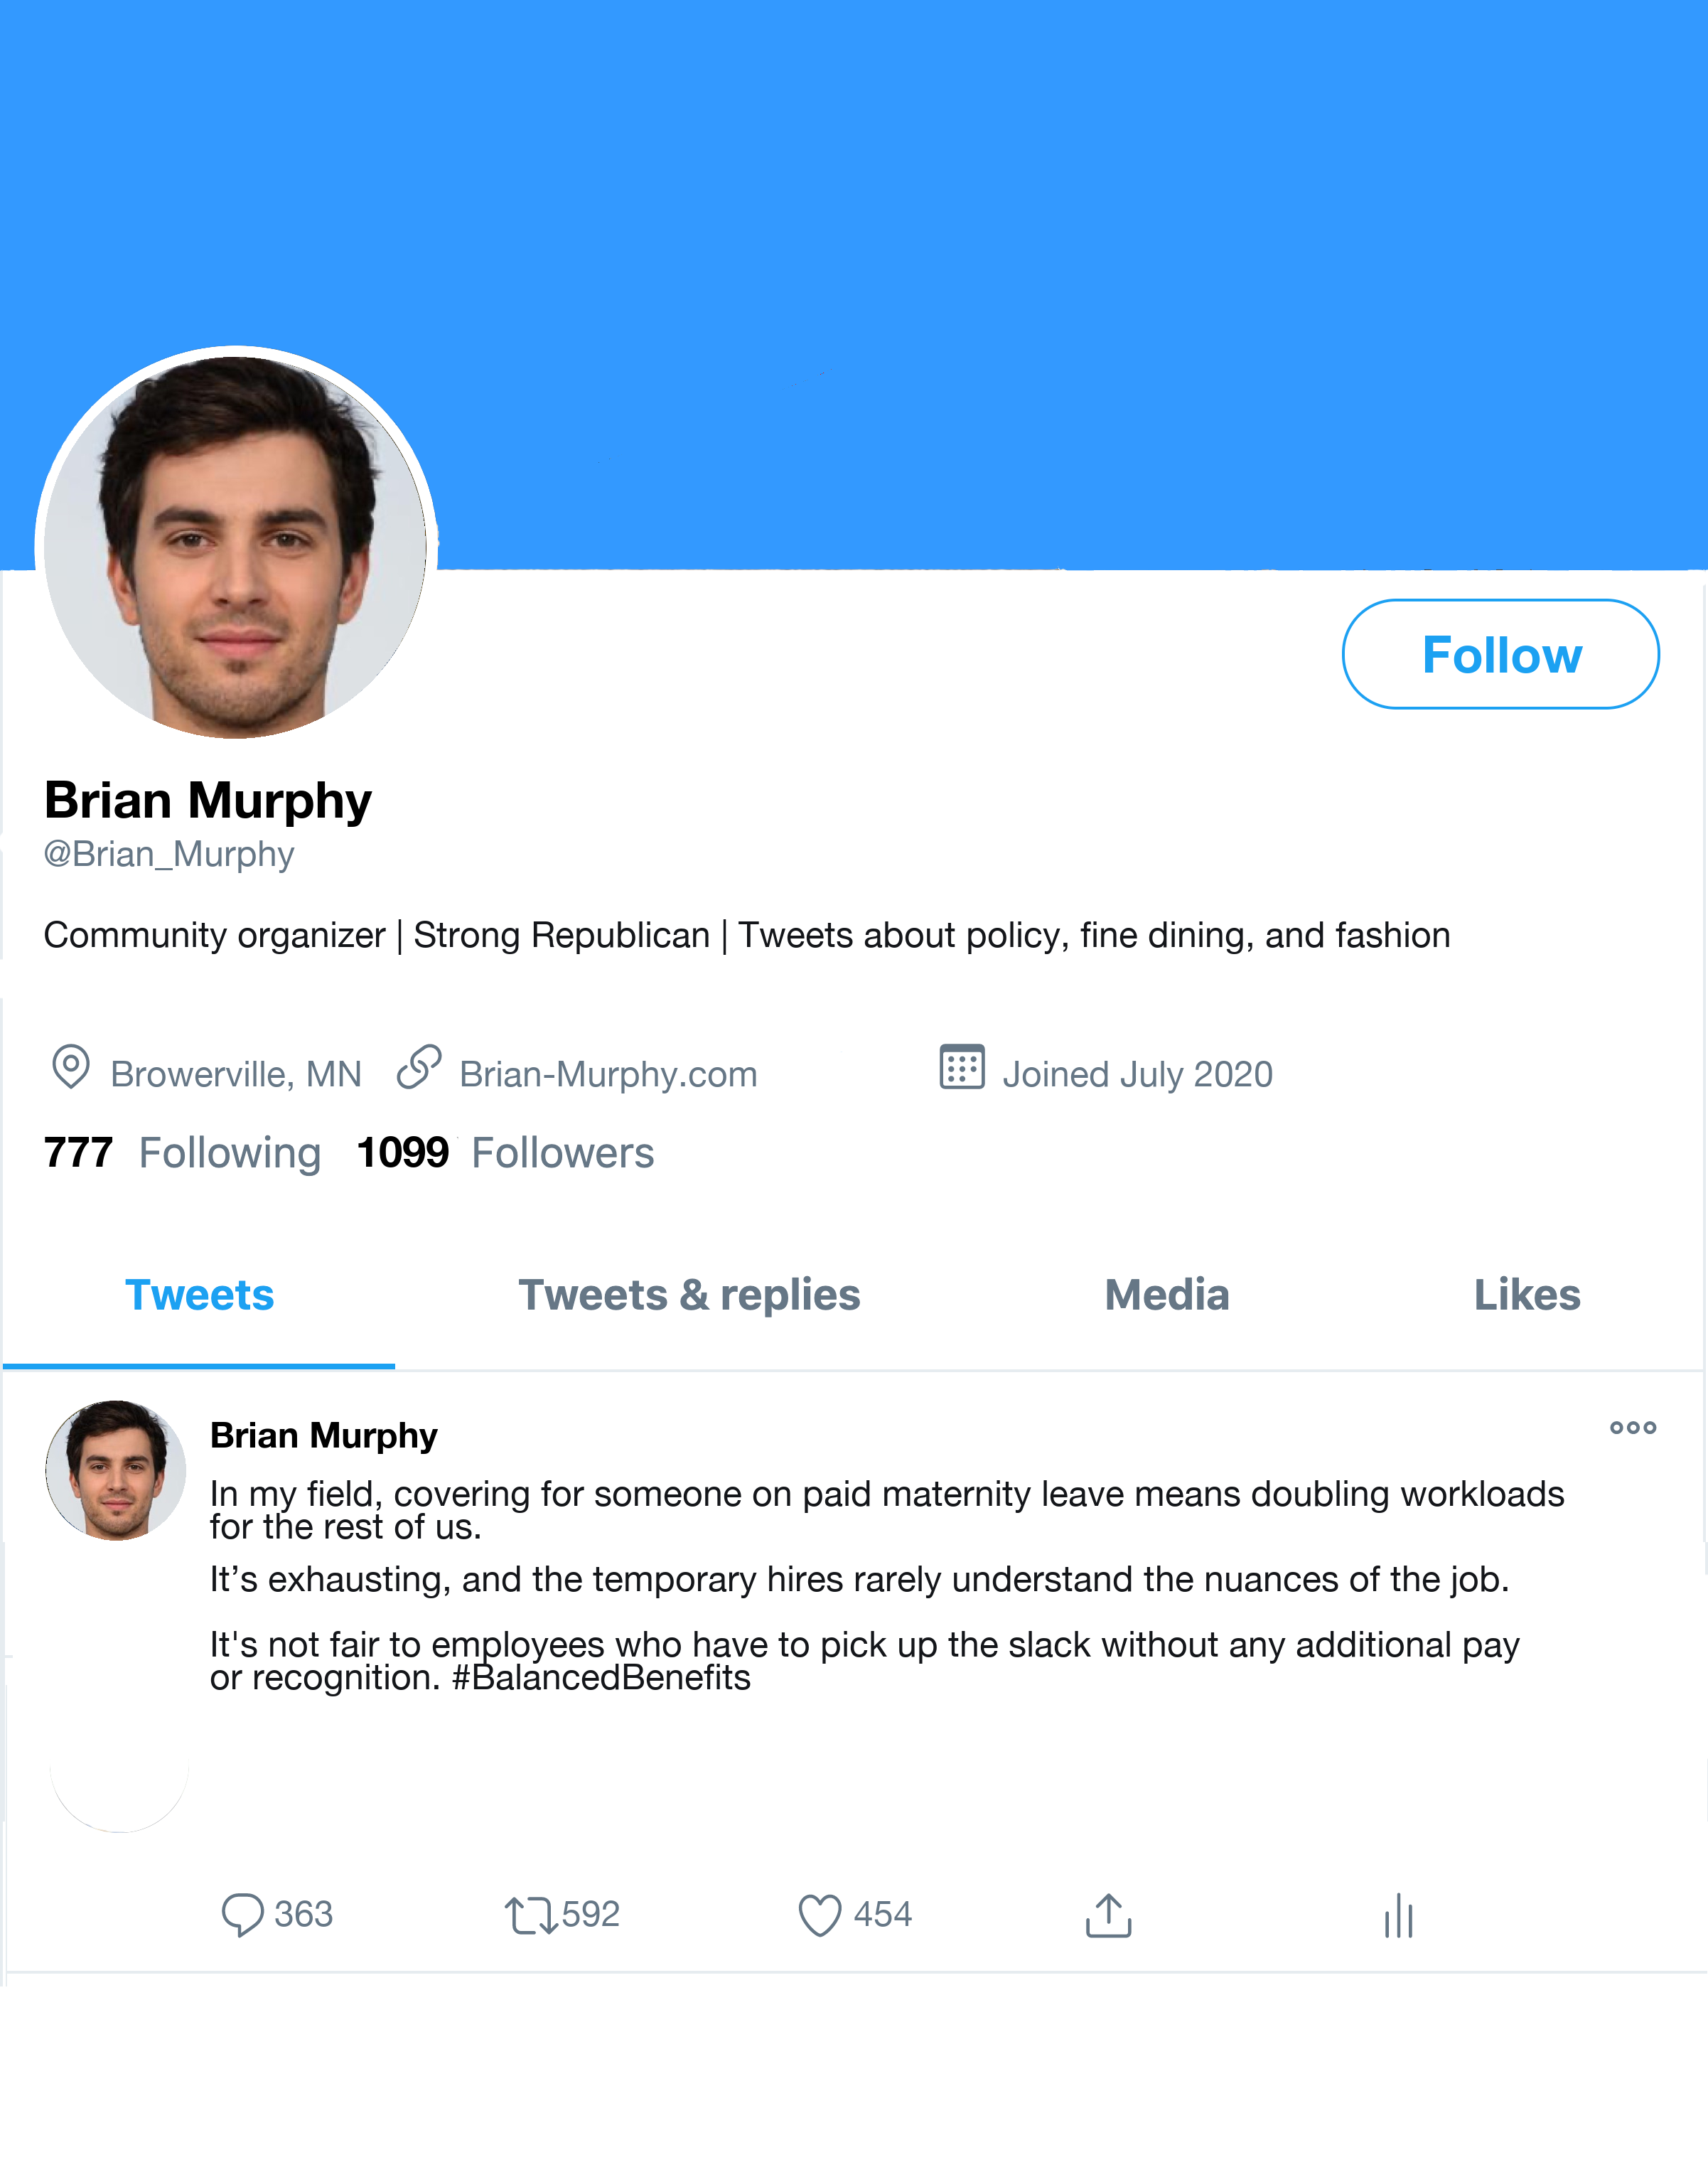 Follow
Brian Murphy
@Brian_Murphy
Community organizer | Strong Republican | Tweets about policy, fine dining, and fashion
Browerville, MN Brian-Murphy.com Joined July 2020
777 Following 1099 Followers
Tweets Tweets & replies Media Likes
Brian Murphy
In my field, covering for someone on paid maternity leave means doubling workloads
for the rest of us.
It’s exhausting, and the temporary hires rarely understand the nuances of the job.
It's not fair to employees who have to pick up the slack without any additional pay
or recognition. #BalancedBenefits
363 592 454